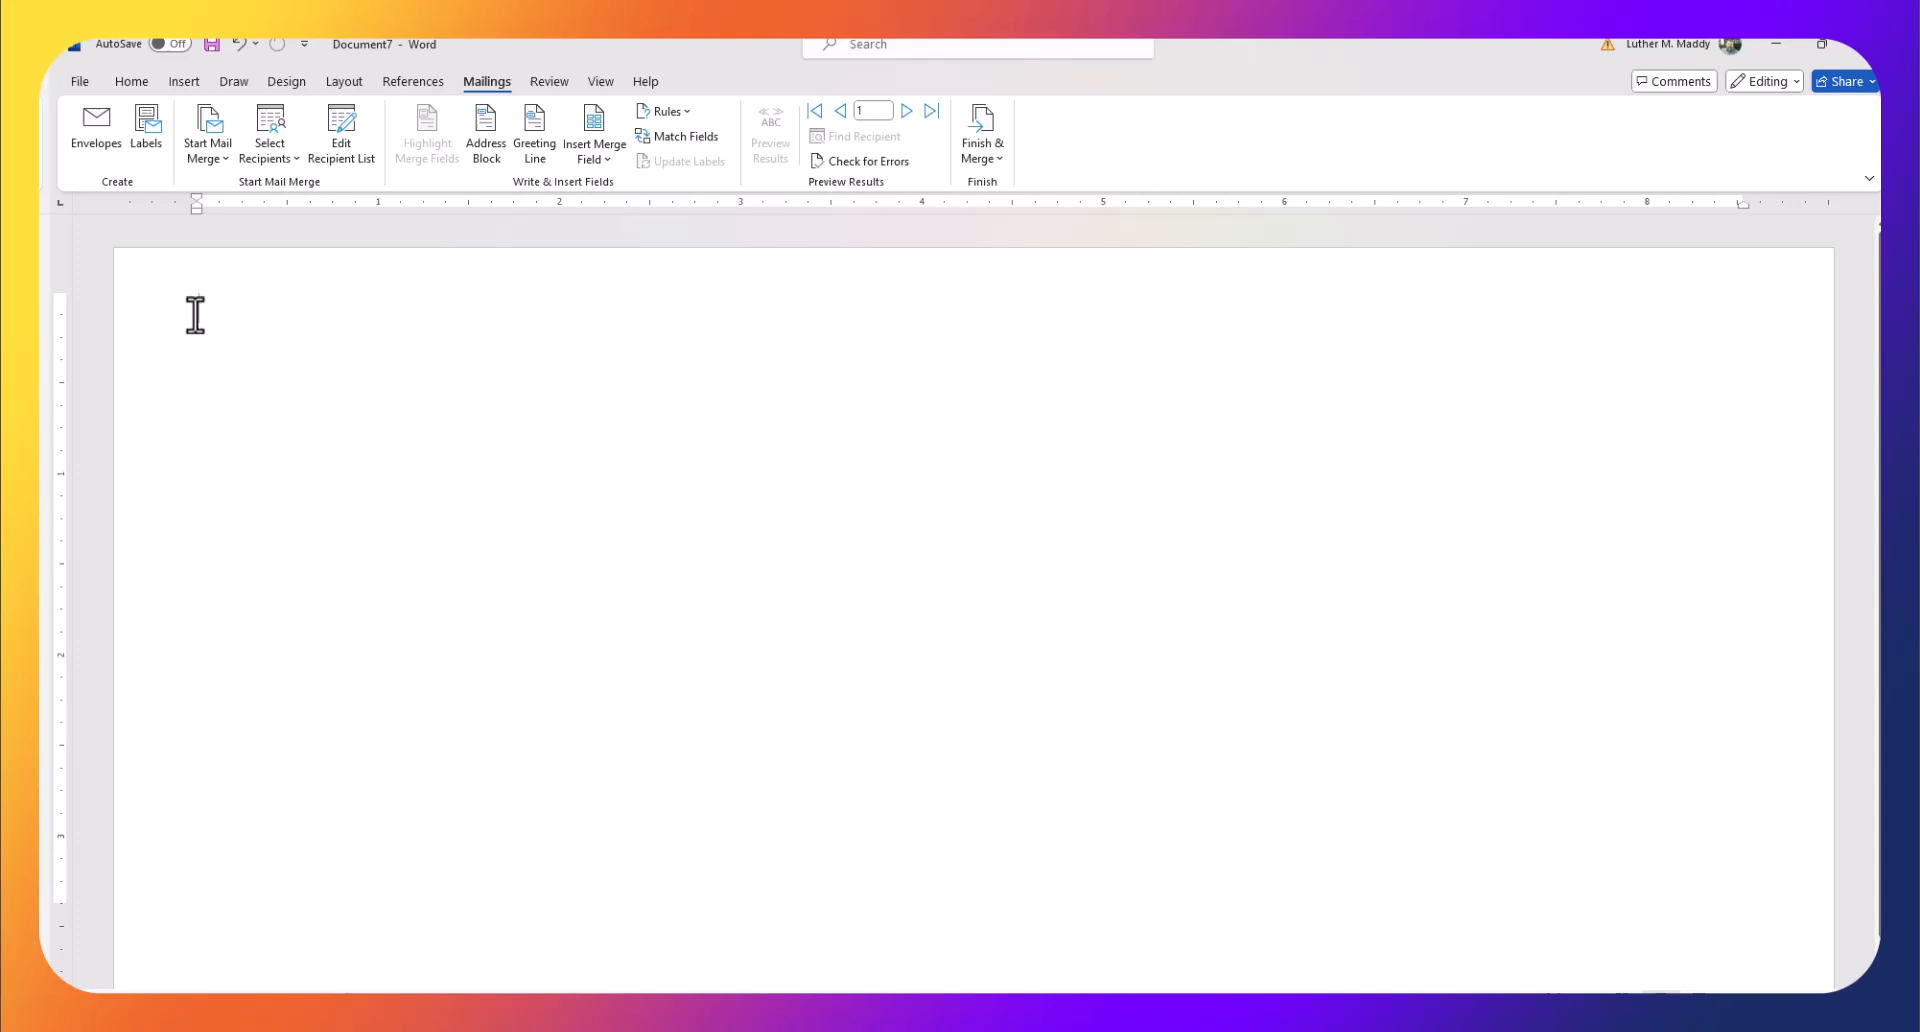 AutoSave Off Document7 - Word Search Luther M. Maddy
File Home Insert Draw Design Layout References Mailings Review View Help Comments Editing Share
Envelopes
Labels
Start Mail
Merge
Select
Recipients
Edit
Recipient List
Highlight
Merge Fields
Address
Block
Greeting
Line
Insert Merge
Field
Rules
Match Fields
Update Labels
<< >>
ABC
Preview
Results
1
Find Recipient
Check for Errors
Finish &
Merge
Create Start Mail Merge Write & Insert Fields Preview Results Finish
1 2 3 4 5 6 7 8
1
2
3